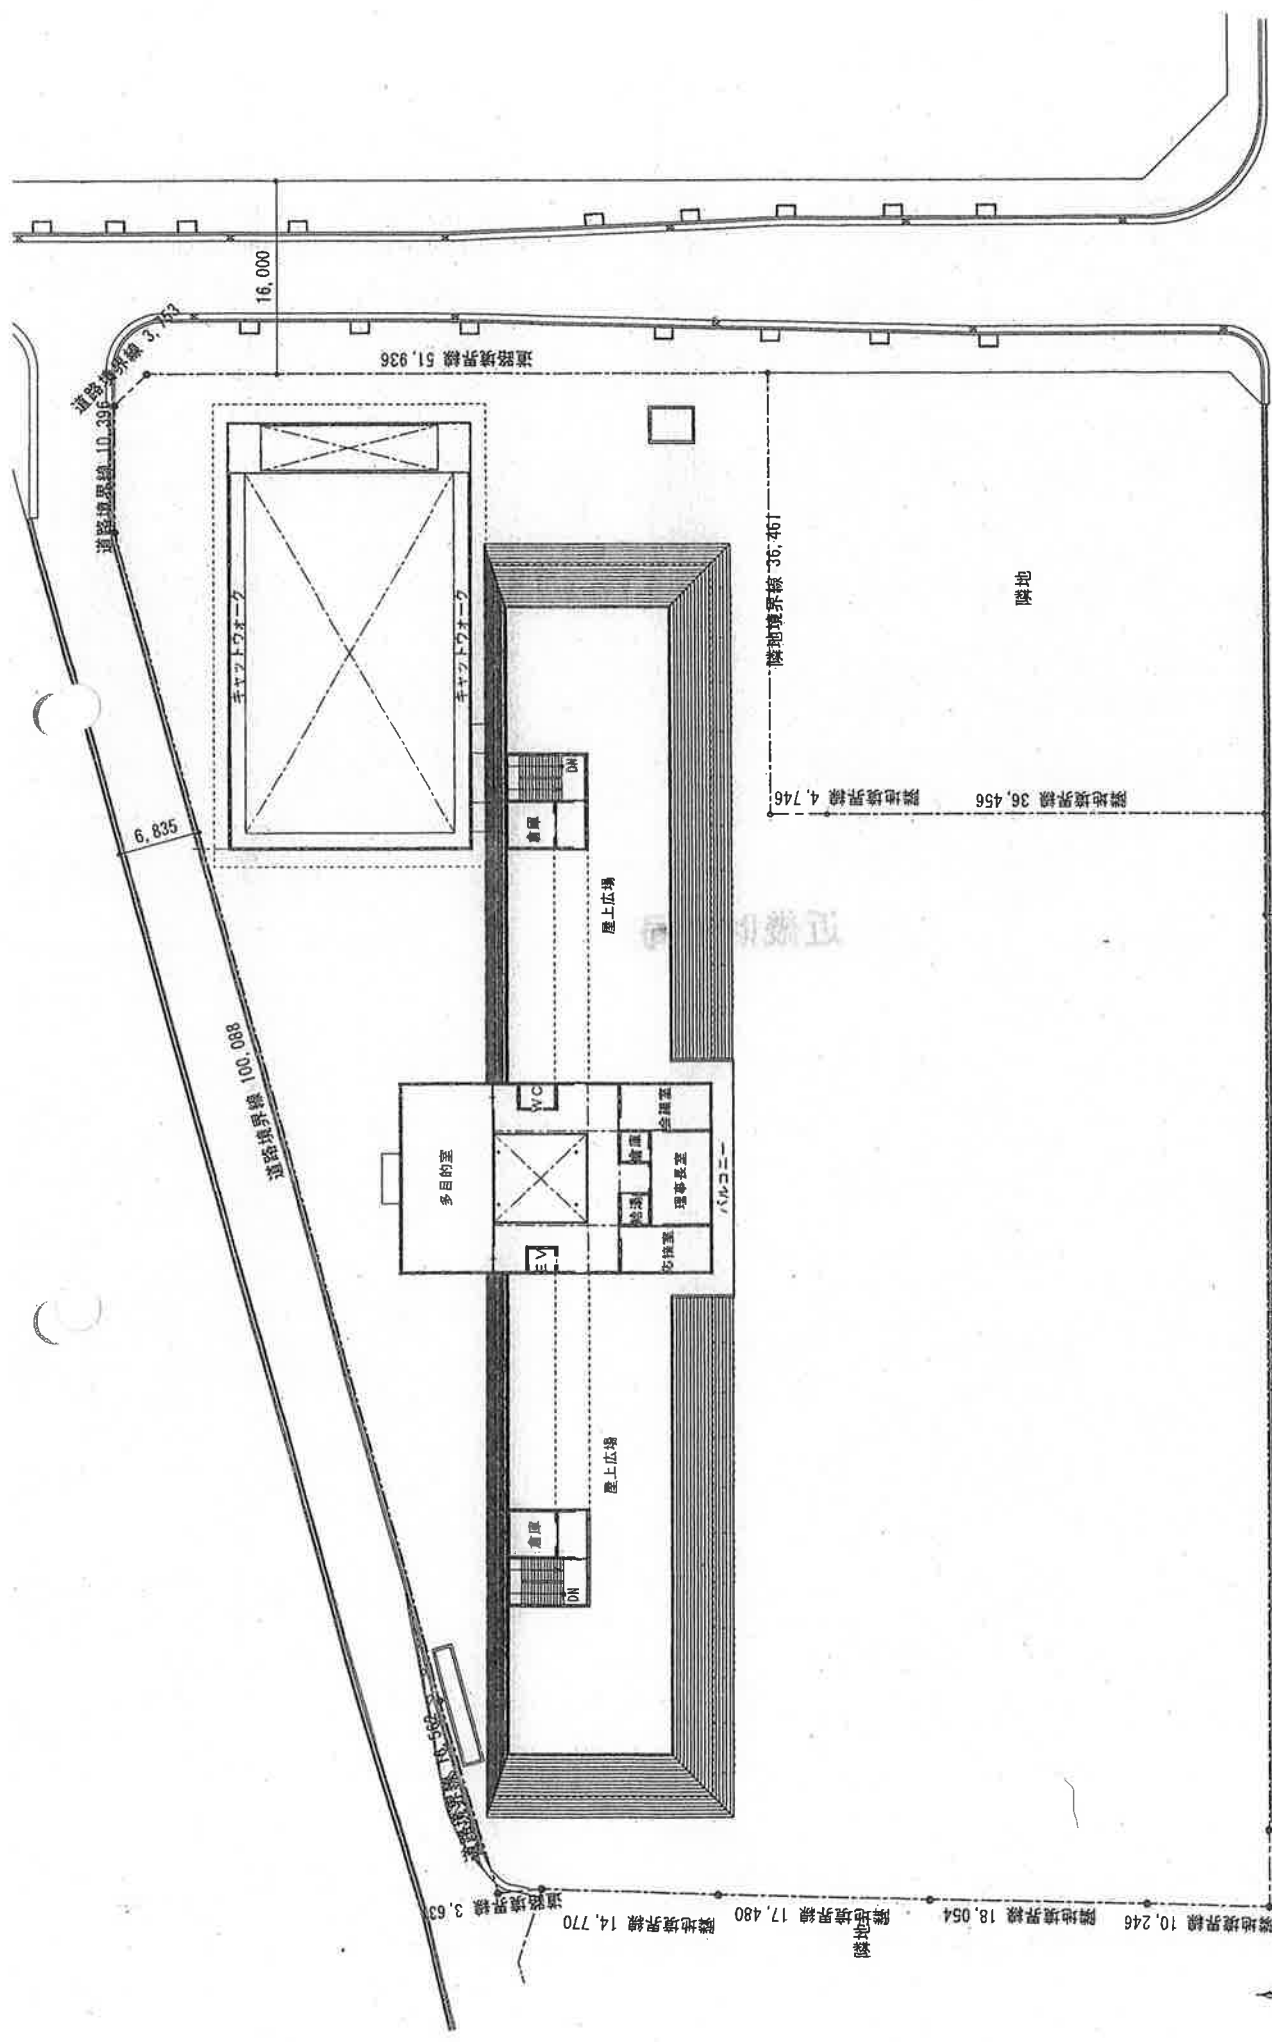 16,000
道路境界線 3,753
道路境界線 51,936
道路境界線 10,396
キャットウォーク
キャットウォーク
隣地境界線 36,461
隣地
隣地境界線 4,746
隣地境界線 36,456
6,835
DN
倉庫
屋上広場
道路境界線 100,088
多目的室
WC
EV
会議室
倉庫
給湯
理事長室
応接室
バルコニー
屋上広場
倉庫
DN
道路境界線
道路境界線 3,63
隣地境界線 14,770
隣地境界線 17,480
隣地
隣地境界線 18,054
隣地境界線 10,246